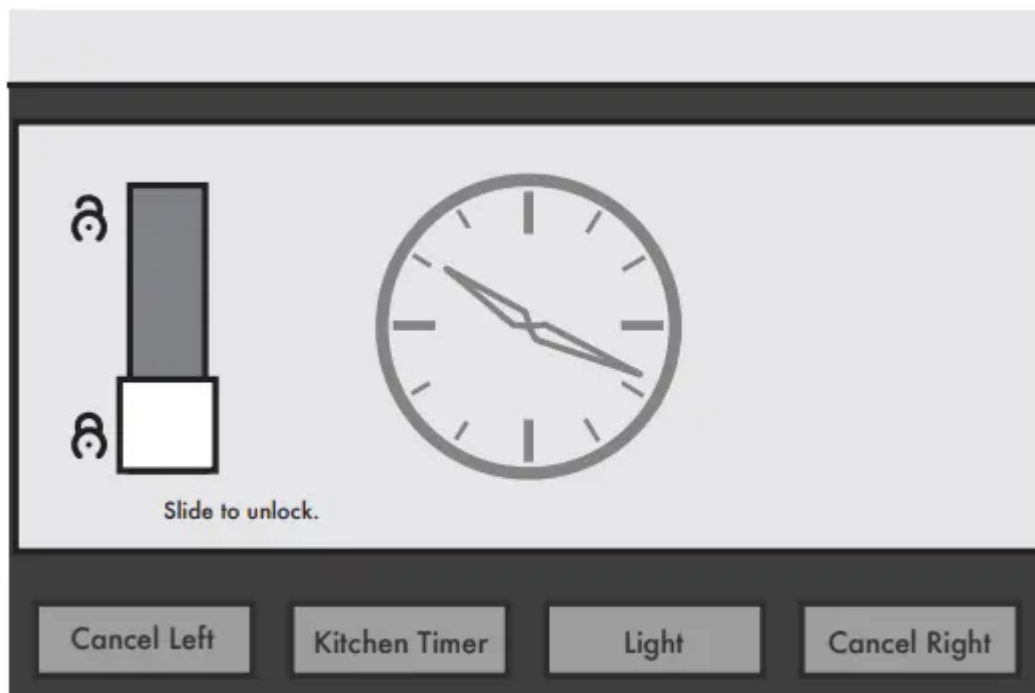 Slide to unlock.
Cancel Left
Kitchen Timer
Light
Cancel Right